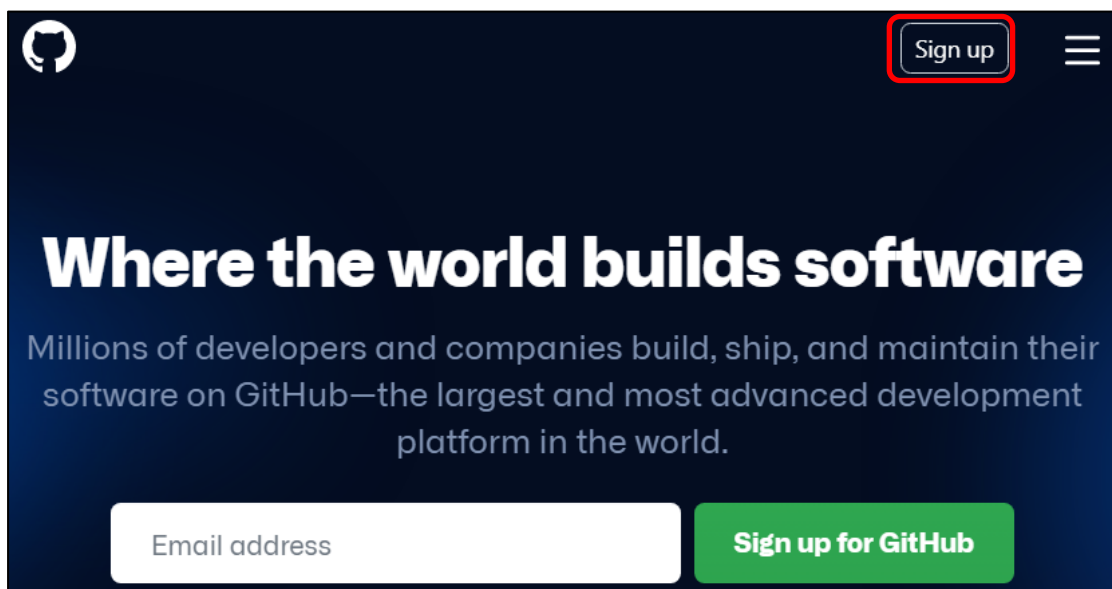 Sign up
Where the world builds software
Millions of developers and companies build, ship, and maintain their
software on GitHub—the largest and most advanced development
platform in the world.
Email address
Sign up for GitHub